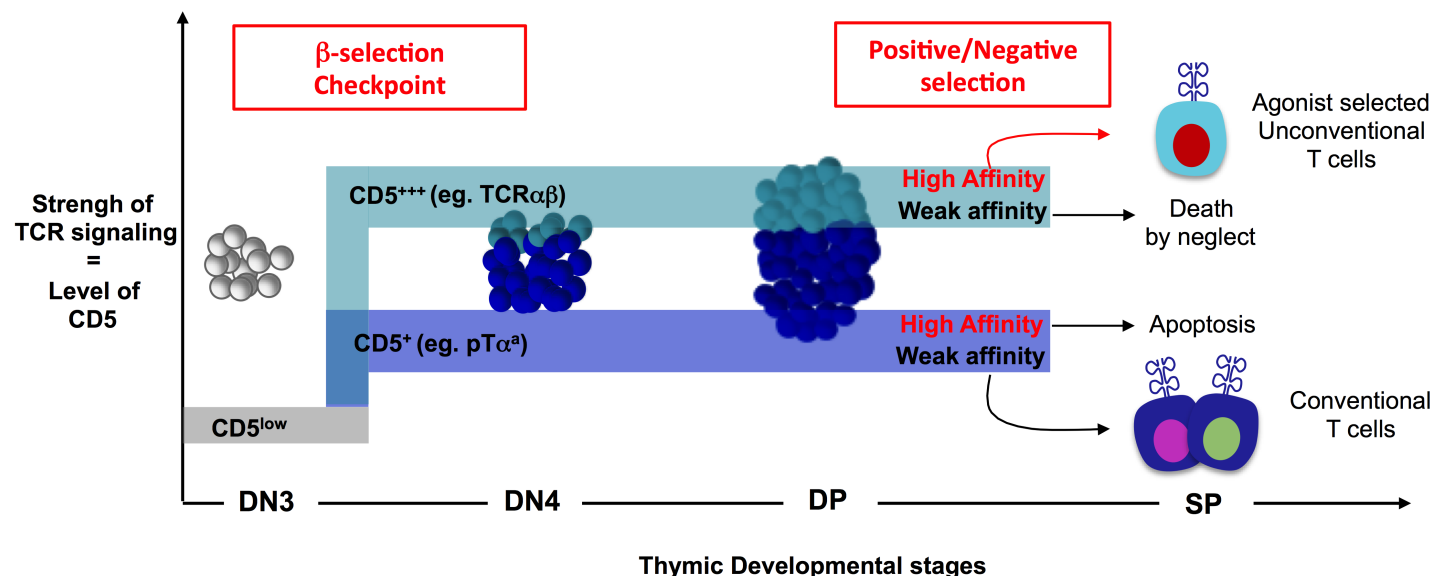 β-selection
Checkpoint
Positive/Negative
selection
Agonist selected
Unconventional
T cells
Strengh of
TCR signaling
=
Level of
CD5
CD5+++ (eg. TCRαβ)
High Affinity
Weak affinity
Death
by neglect
CD5+ (eg. pTαa)
High Affinity
Weak affinity
Apoptosis
Conventional
T cells
CD5low
DN3
DN4
DP
SP
Thymic Developmental stages